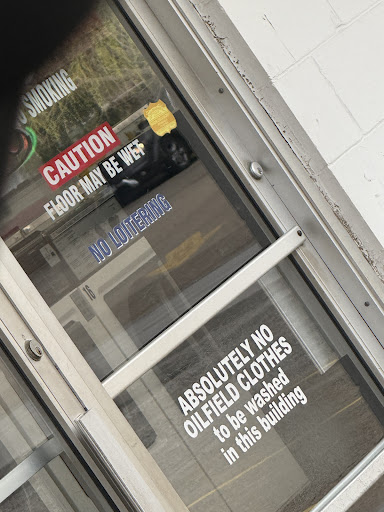 SMOKING
CAUTION
FLOOR MAY BE WET
NO LOITERING
ABSOLUTELY NO
OILFIELD CLOTHES
to be washed
in this building